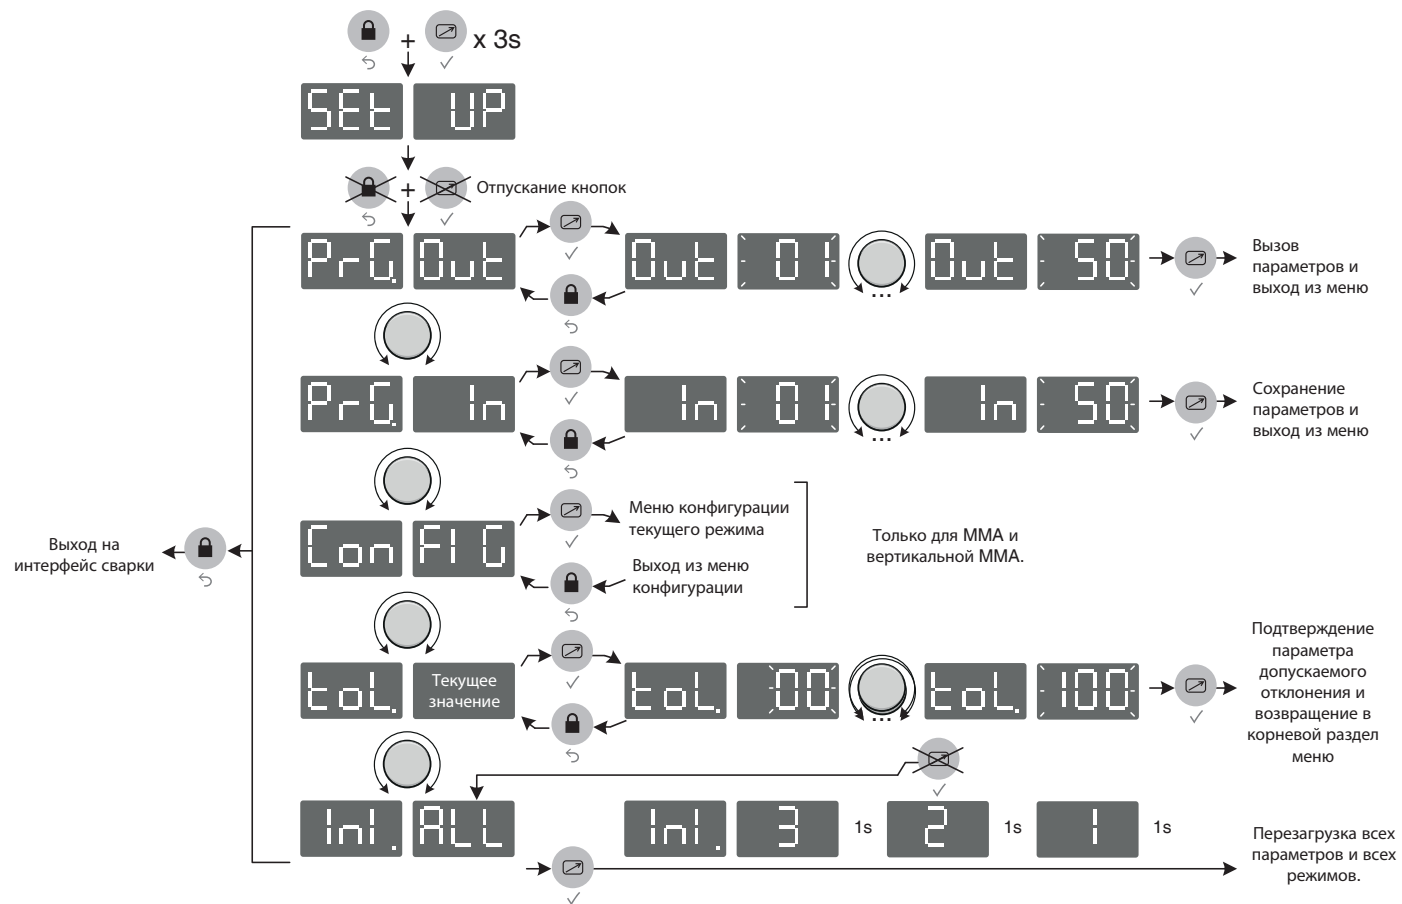 +
x 3s
SEt UP
+
Отпускание кнопок
PrG. Out
Out 01
...
Out 50
Вызов
параметров и
выход из меню
PrG. In
In 01
...
In 50
Сохранение
параметров и
выход из меню
Con FIG
Меню конфигурации
текущего режима
Выход из меню
конфигурации
Только для MMA и
вертикальной MMA.
Выход на
интерфейс сварки
toL.
Текущее
значение
toL. 00
...
toL. 100
Подтверждение
параметра
допускаемого
отклонения и
возвращение в
корневой раздел
меню
InI. ALL
InI. 3 1s 2 1s 1 1s
Перезагрузка всех
параметров и всех
режимов.